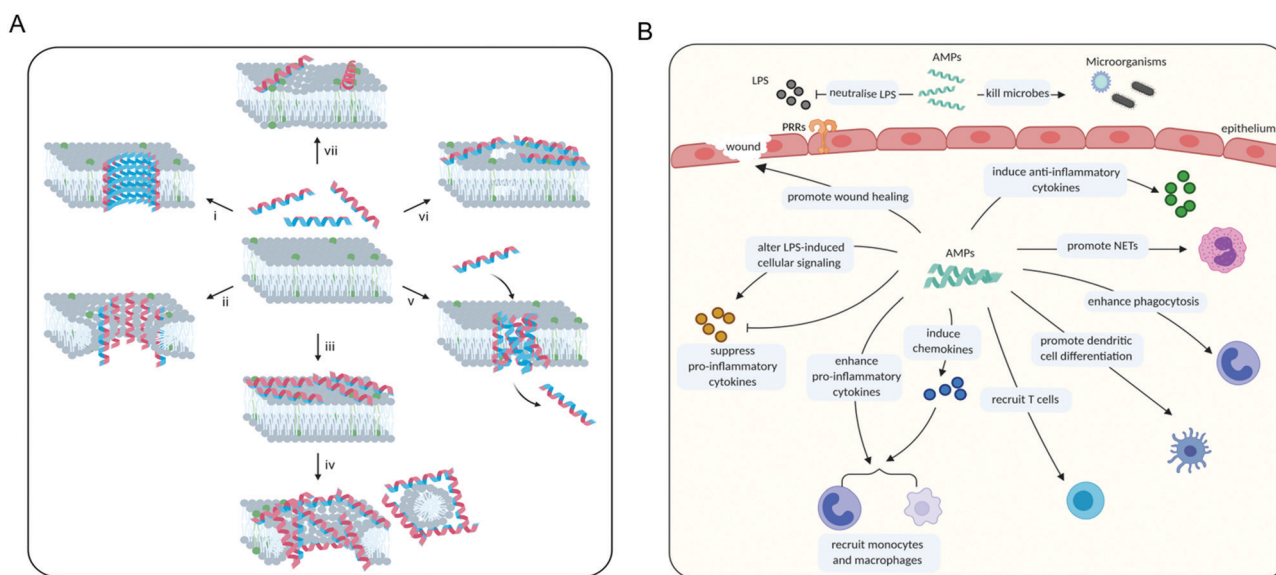 A
vii
i
vi
ii
v
iii
iv
B
AMPs
Microorganisms
LPS
neutralise LPS
kill microbes
PRRs
epithelium
wound
induce anti-inflammatory
cytokines
promote wound healing
alter LPS-induced
cellular signaling
AMPs
promote NETs
enhance phagocytosis
suppress
pro-inflammatory
cytokines
enhance
pro-inflammatory
cytokines
induce
chemokines
promote dendritic
cell differentiation
recruit T cells
recruit monocytes
and macrophages